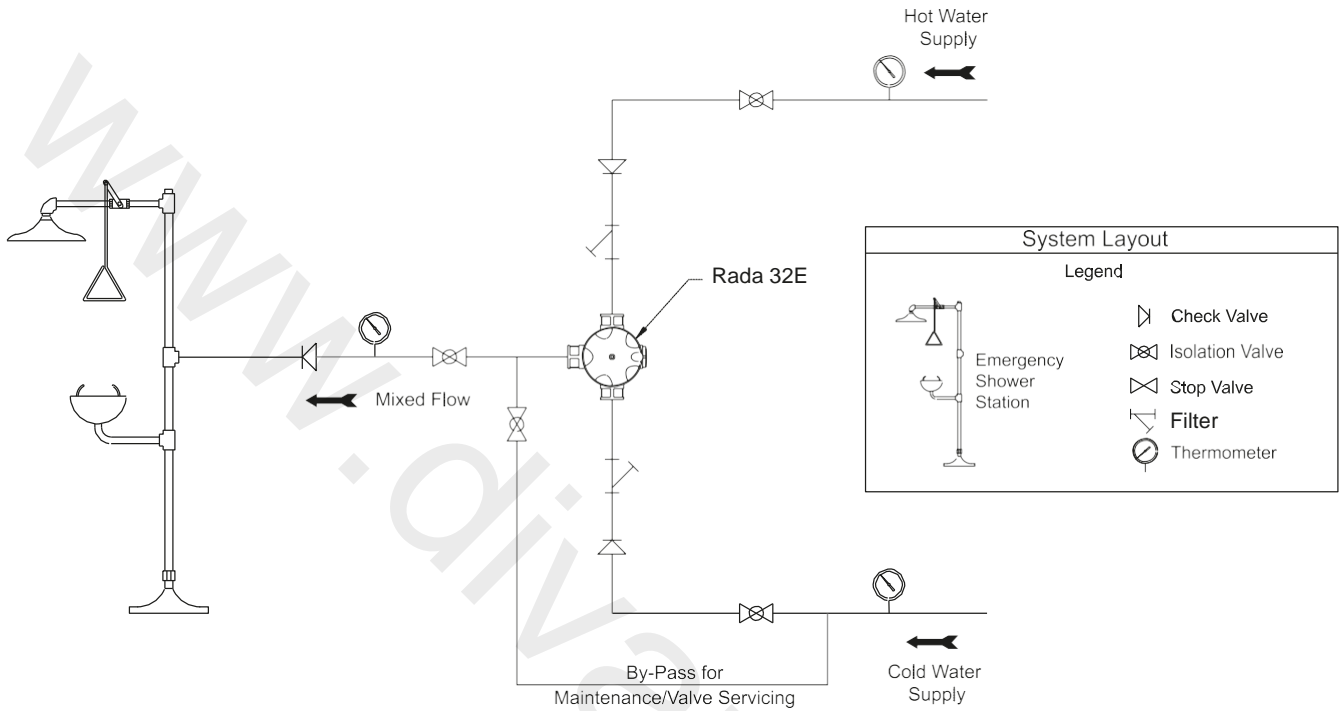 Hot Water
Supply
Rada 32E
Mixed Flow
System Layout
Legend
Emergency
Shower
Station
Check Valve
Isolation Valve
Stop Valve
Filter
Thermometer
By-Pass for
Maintenance/Valve Servicing
Cold Water
Supply
www.diva